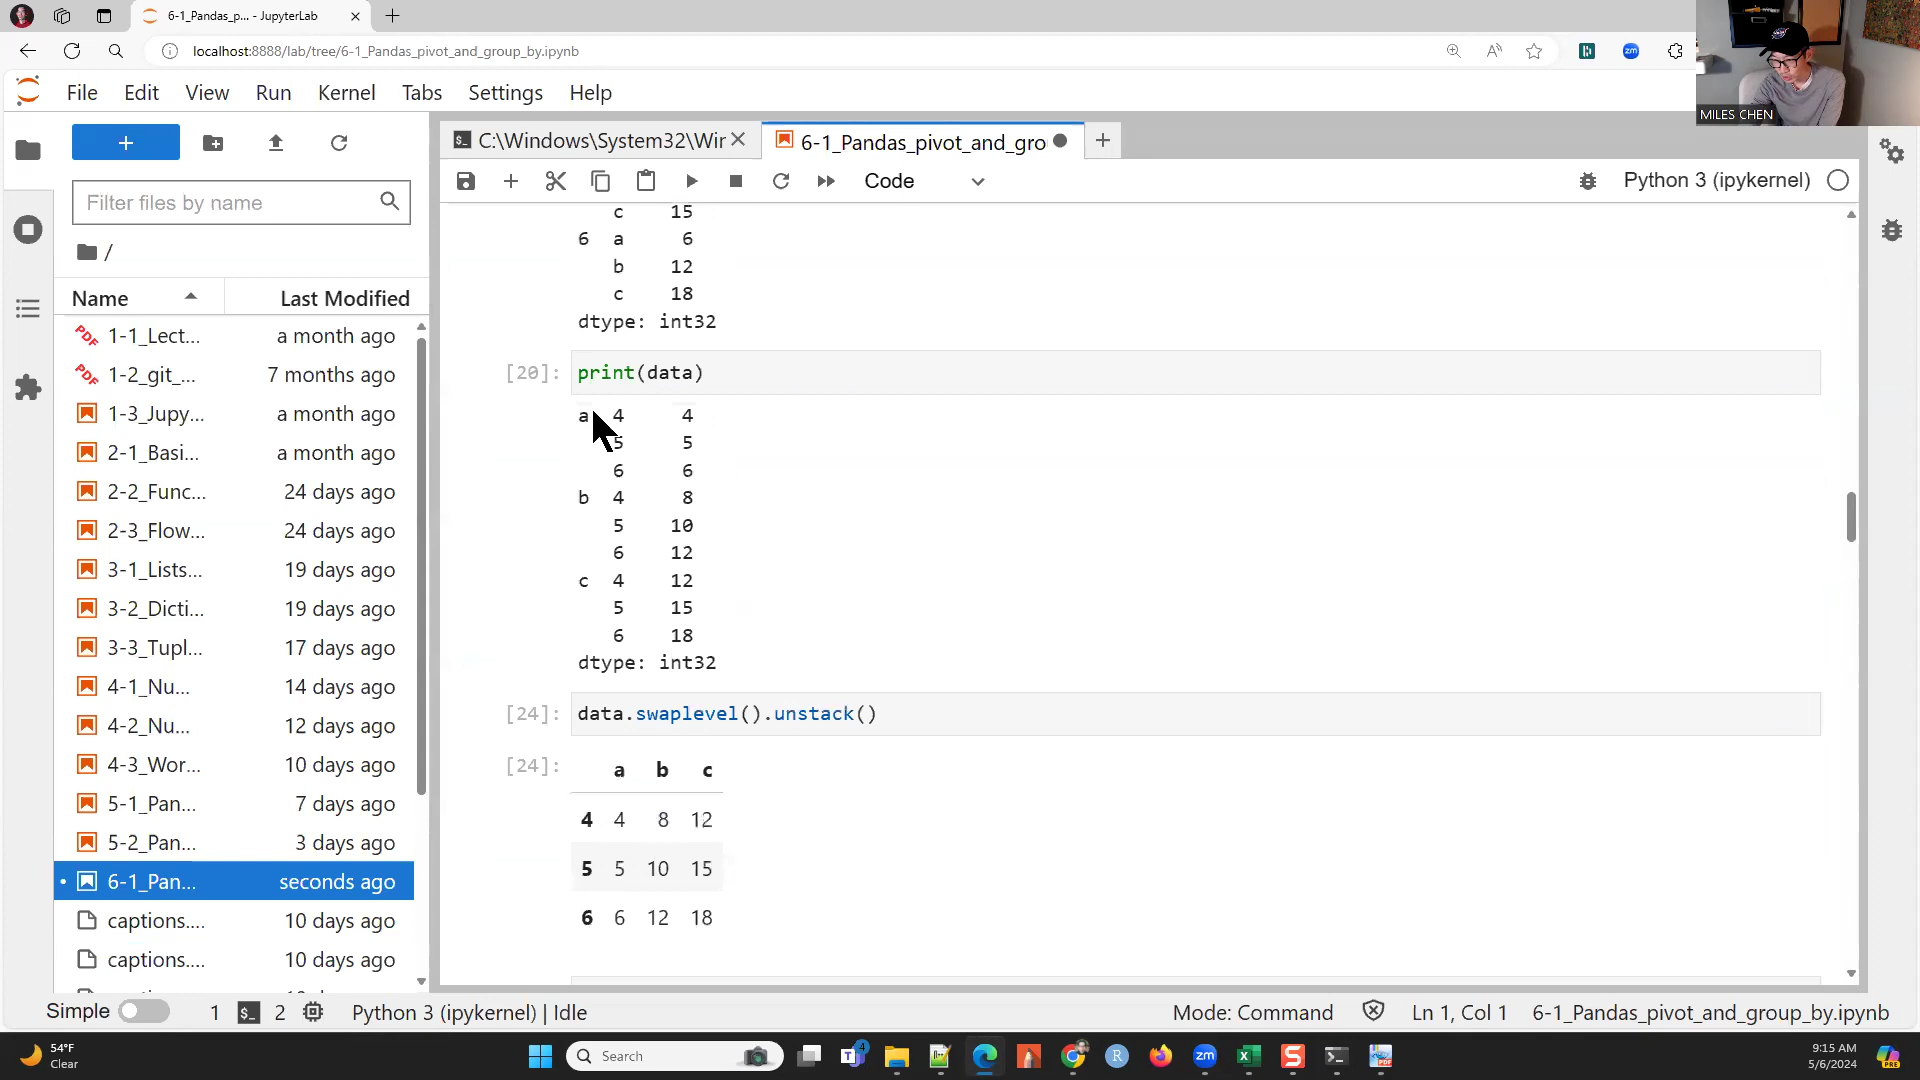 6-1_Pandas_p... - JupyterLab
localhost:8888/lab/tree/6-1_Pandas_pivot_and_group_by.ipynb
MILES CHEN
File Edit View Run Kernel Tabs Settings Help
C:\Windows\System32\Wir
6-1_Pandas_pivot_and_gro
Code
Python 3 (ipykernel)
Filter files by name
/
Name Last Modified
1-1_Lect... a month ago
1-2_git_... 7 months ago
1-3_Jupy... a month ago
2-1_Basi... a month ago
2-2_Func... 24 days ago
2-3_Flow... 24 days ago
3-1_Lists... 19 days ago
3-2_Dicti... 19 days ago
3-3_Tupl... 17 days ago
4-1_Nu... 14 days ago
4-2_Nu... 12 days ago
4-3_Wor... 10 days ago
5-1_Pan... 7 days ago
5-2_Pan... 3 days ago
6-1_Pan... seconds ago
captions.... 10 days ago
captions.... 10 days ago
c 15
6 a 6
b 12
c 18
dtype: int32
[20]: print(data)
a 4 4
5 5
6 6
b 4 8
5 10
6 12
c 4 12
5 15
6 18
dtype: int32
[24]: data.swaplevel().unstack()
[24]: a b c
4 4 8 12
5 5 10 15
6 6 12 18
Simple 1 2 Python 3 (ipykernel) | Idle Mode: Command Ln 1, Col 1 6-1_Pandas_pivot_and_group_by.ipynb
54°F
Clear
Search
9:15 AM
5/6/2024